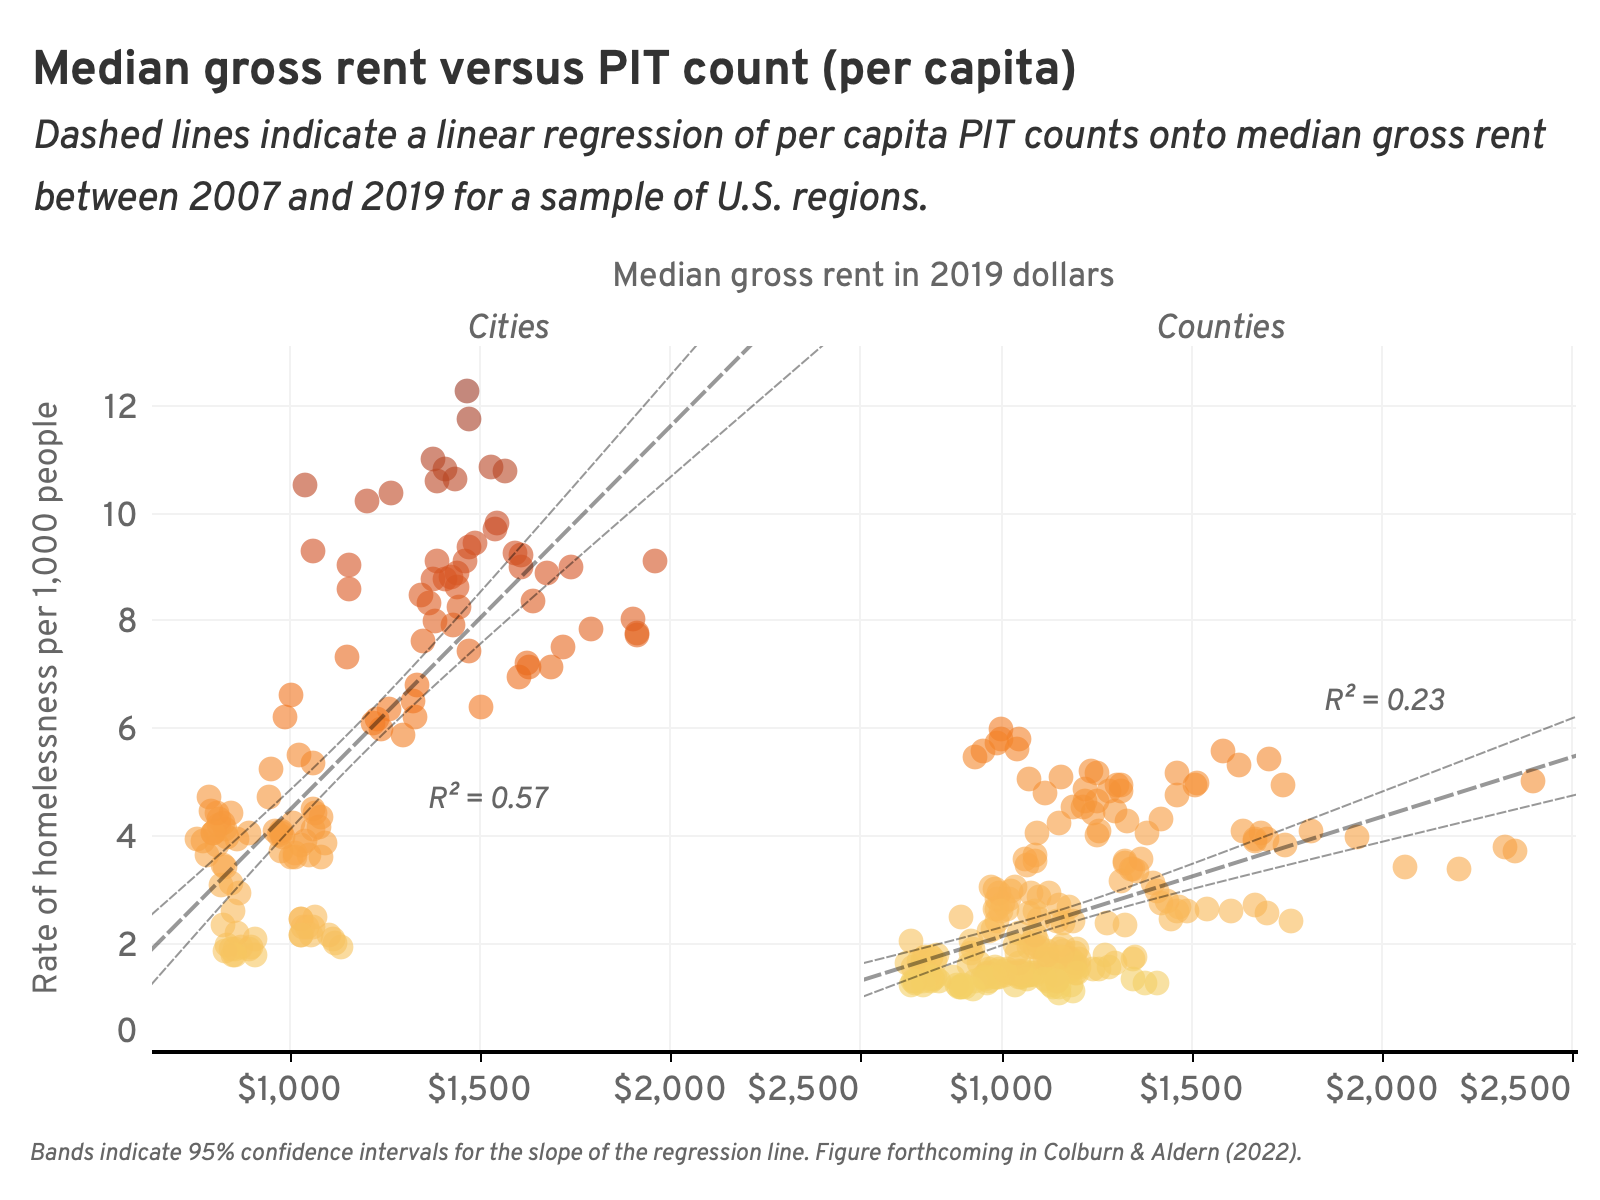 Median gross rent versus PIT count (per capita)
Dashed lines indicate a linear regression of per capita PIT counts onto median gross rent
between 2007 and 2019 for a sample of U.S. regions.
Median gross rent in 2019 dollars
Cities
Counties
Rate of homelessness per 1,000 people
12
10
8
6
4
2
0
R² = 0.57
R² = 0.23
$1,000 $1,500 $2,000 $2,500 $1,000 $1,500 $2,000 $2,500
Bands indicate 95% confidence intervals for the slope of the regression line. Figure forthcoming in Colburn & Aldern (2022).